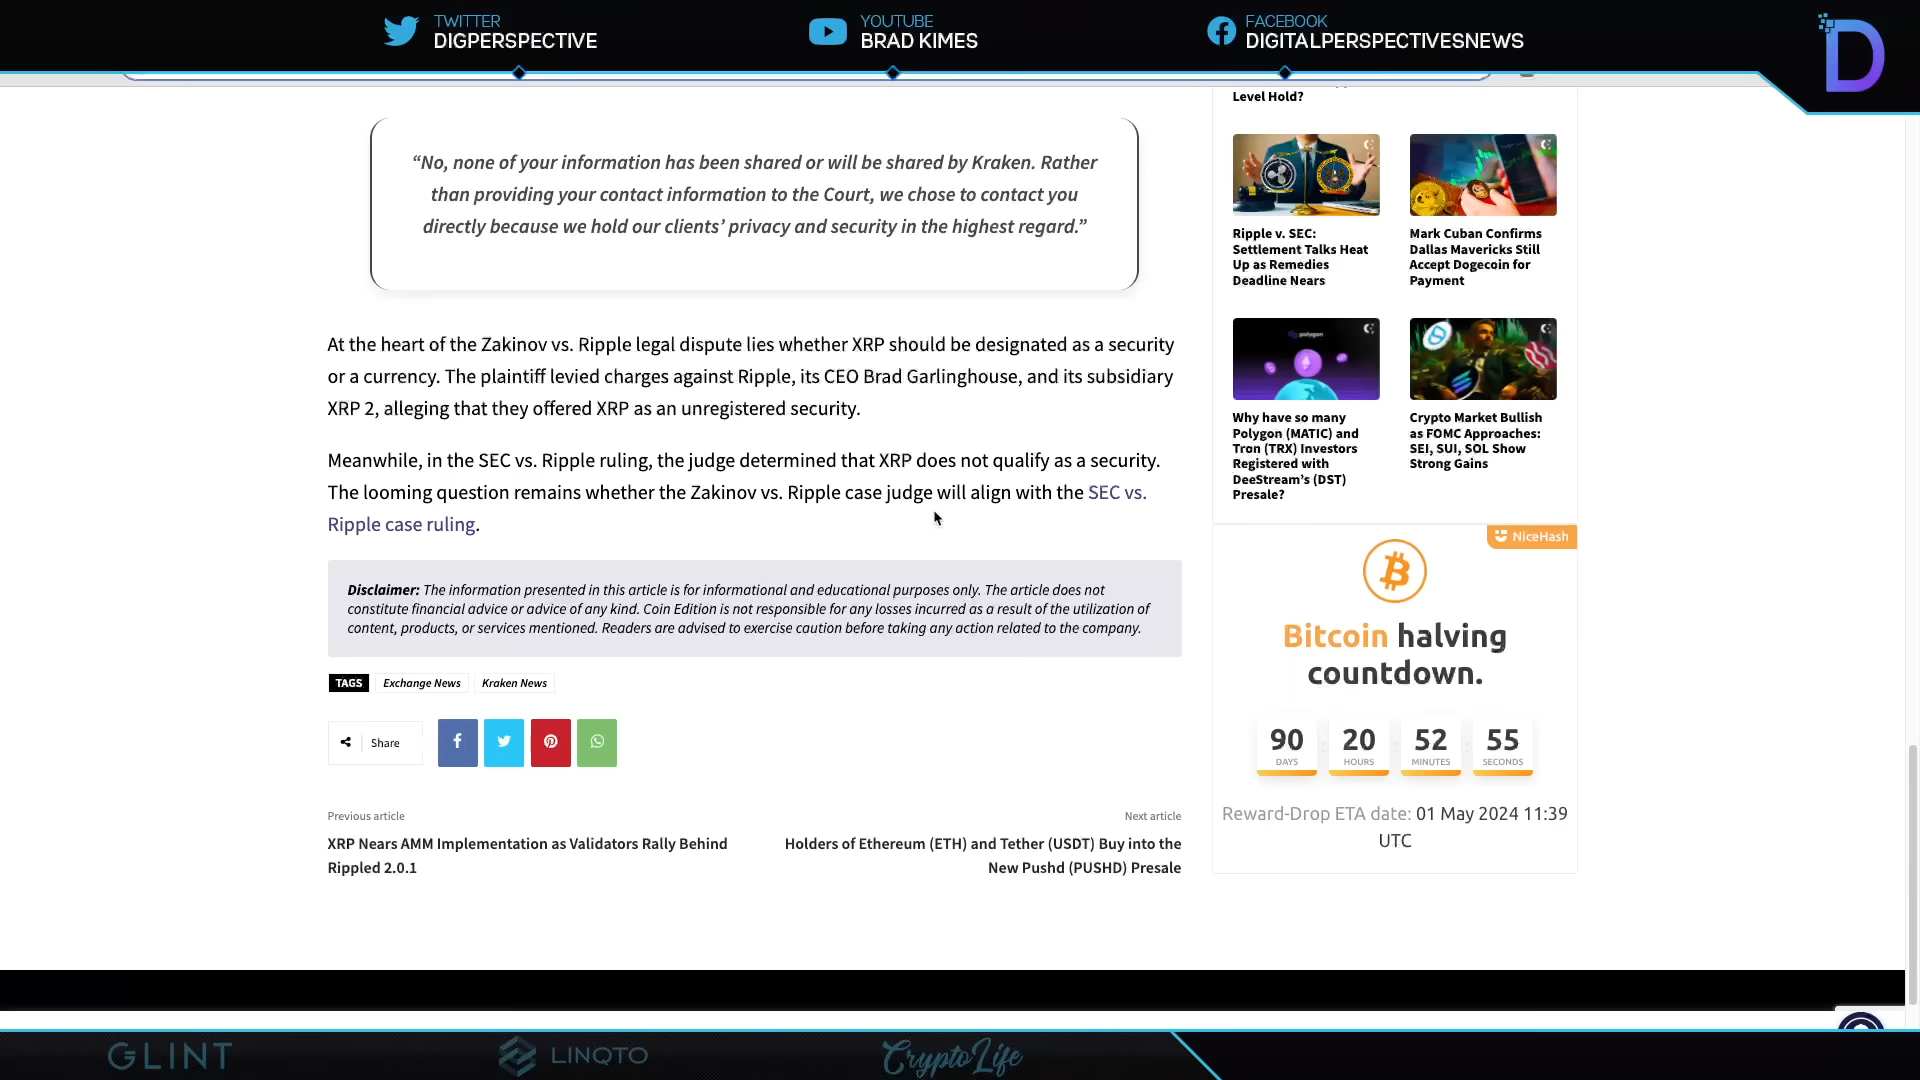 TWITTER
DIGPERSPECTIVE
YOUTUBE
BRAD KIMES
FACEBOOK
DIGITALPERSPECTIVESNEWS
D
“No, none of your information has been shared or will be shared by Kraken. Rather
than providing your contact information to the Court, we chose to contact you
directly because we hold our clients’ privacy and security in the highest regard.”
At the heart of the Zakinov vs. Ripple legal dispute lies whether XRP should be designated as a security
or a currency. The plaintiff levied charges against Ripple, its CEO Brad Garlinghouse, and its subsidiary
XRP 2, alleging that they offered XRP as an unregistered security.
Meanwhile, in the SEC vs. Ripple ruling, the judge determined that XRP does not qualify as a security.
The looming question remains whether the Zakinov vs. Ripple case judge will align with the SEC vs.
Ripple case ruling.
Disclaimer: The information presented in this article is for informational and educational purposes only. The article does not
constitute financial advice or advice of any kind. Coin Edition is not responsible for any losses incurred as a result of the utilization of
content, products, or services mentioned. Readers are advised to exercise caution before taking any action related to the company.
TAGS Exchange News Kraken News
Share
Previous article
XRP Nears AMM Implementation as Validators Rally Behind
Rippled 2.0.1
Next article
Holders of Ethereum (ETH) and Tether (USDT) Buy into the
New Pushd (PUSHD) Presale
Level Hold?
Ripple v. SEC:
Settlement Talks Heat
Up as Remedies
Deadline Nears
Mark Cuban Confirms
Dallas Mavericks Still
Accept Dogecoin for
Payment
polygon
Why have so many
Polygon (MATIC) and
Tron (TRX) Investors
Registered with
DeeStream’s (DST)
Presale?
Crypto Market Bullish
as FOMC Approaches:
SEI, SUI, SOL Show
Strong Gains
NiceHash
Bitcoin halving
countdown.
90 20 52 55
DAYS HOURS MINUTES SECONDS
Reward-Drop ETA date: 01 May 2024 11:39
UTC
GLINT
LINQTO
CryptoLife